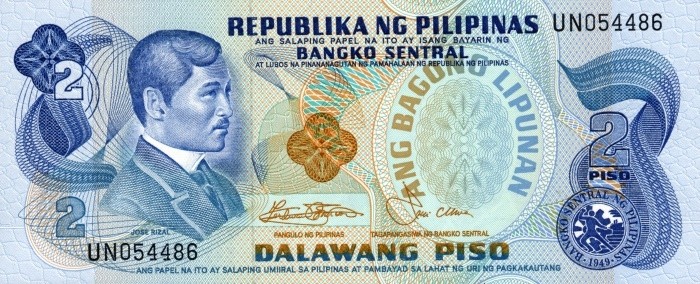 REPUBLIKA NG PILIPINAS
UN054486
ANG SALAPING PAPEL NA ITO AY ISANG BAYARIN NG
BANGKO SENTRAL
AT LUBOS NA PINANANAGUTAN NG PAMAHALAAN NG REPUBLIKA NG PILIPINAS
2
ANG BAGONG LIPUNAN
2
PISO
2
JOSE RIZAL
PANGULO NG PILIPINAS
TAGAPANGASIWA NG BANGKO SENTRAL
BANGKO SENTRAL NG PILIPINAS
1949
UN054486
DALAWANG PISO
ANG PAPEL NA ITO AY SALAPING UMIIRAL SA PILIPINAS AT PAMBAYAD SA LAHAT NG URI NG PAGKAKAUTANG